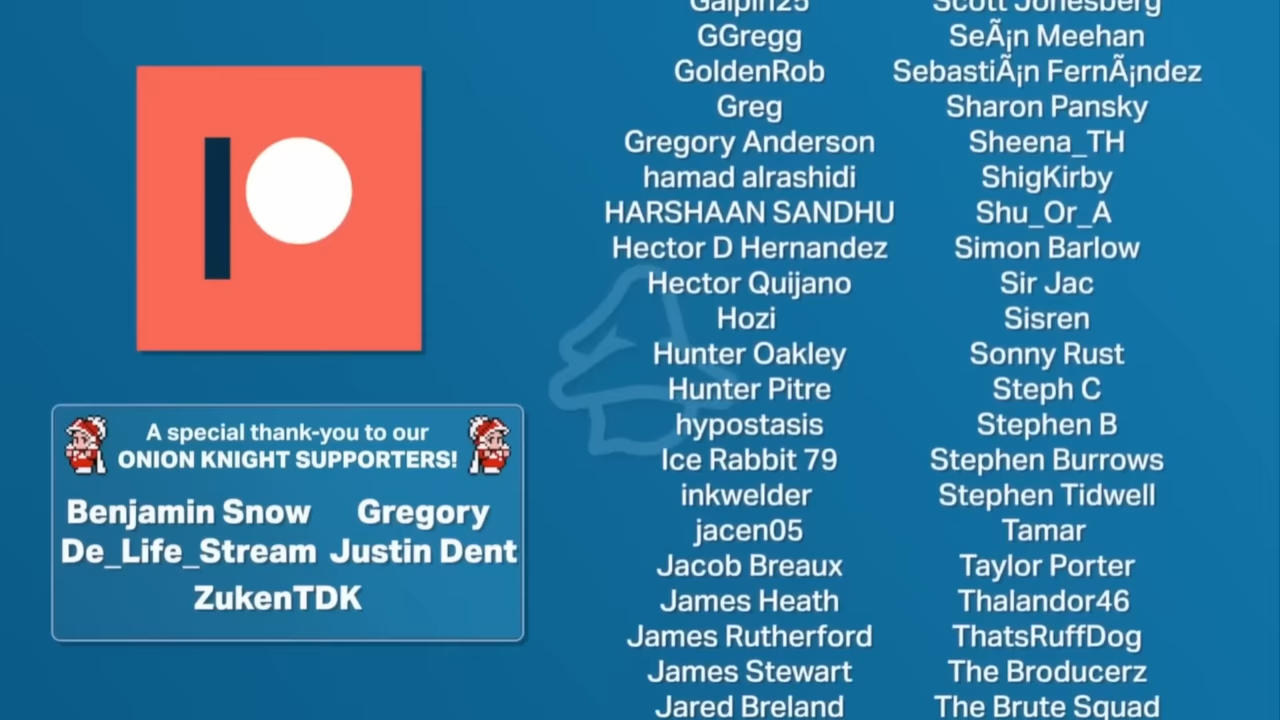 A special thank-you to our
ONION KNIGHT SUPPORTERS!
Benjamin Snow Gregory
De_Life_Stream Justin Dent
ZukenTDK
Galpin25
GGregg
GoldenRob
Greg
Gregory Anderson
hamad alrashidi
HARSHAAN SANDHU
Hector D Hernandez
Hector Quijano
Hozi
Hunter Oakley
Hunter Pitre
hypostasis
Ice Rabbit 79
inkwelder
jacen05
Jacob Breaux
James Heath
James Rutherford
James Stewart
Jared Breland
Scott Jonesberg
SeÃ¡n Meehan
SebastiÃ¡n FernÃ¡ndez
Sharon Pansky
Sheena_TH
ShigKirby
Shu_Or_A
Simon Barlow
Sir Jac
Sisren
Sonny Rust
Steph C
Stephen B
Stephen Burrows
Stephen Tidwell
Tamar
Taylor Porter
Thalandor46
ThatsRuffDog
The Broducerz
The Brute Squad